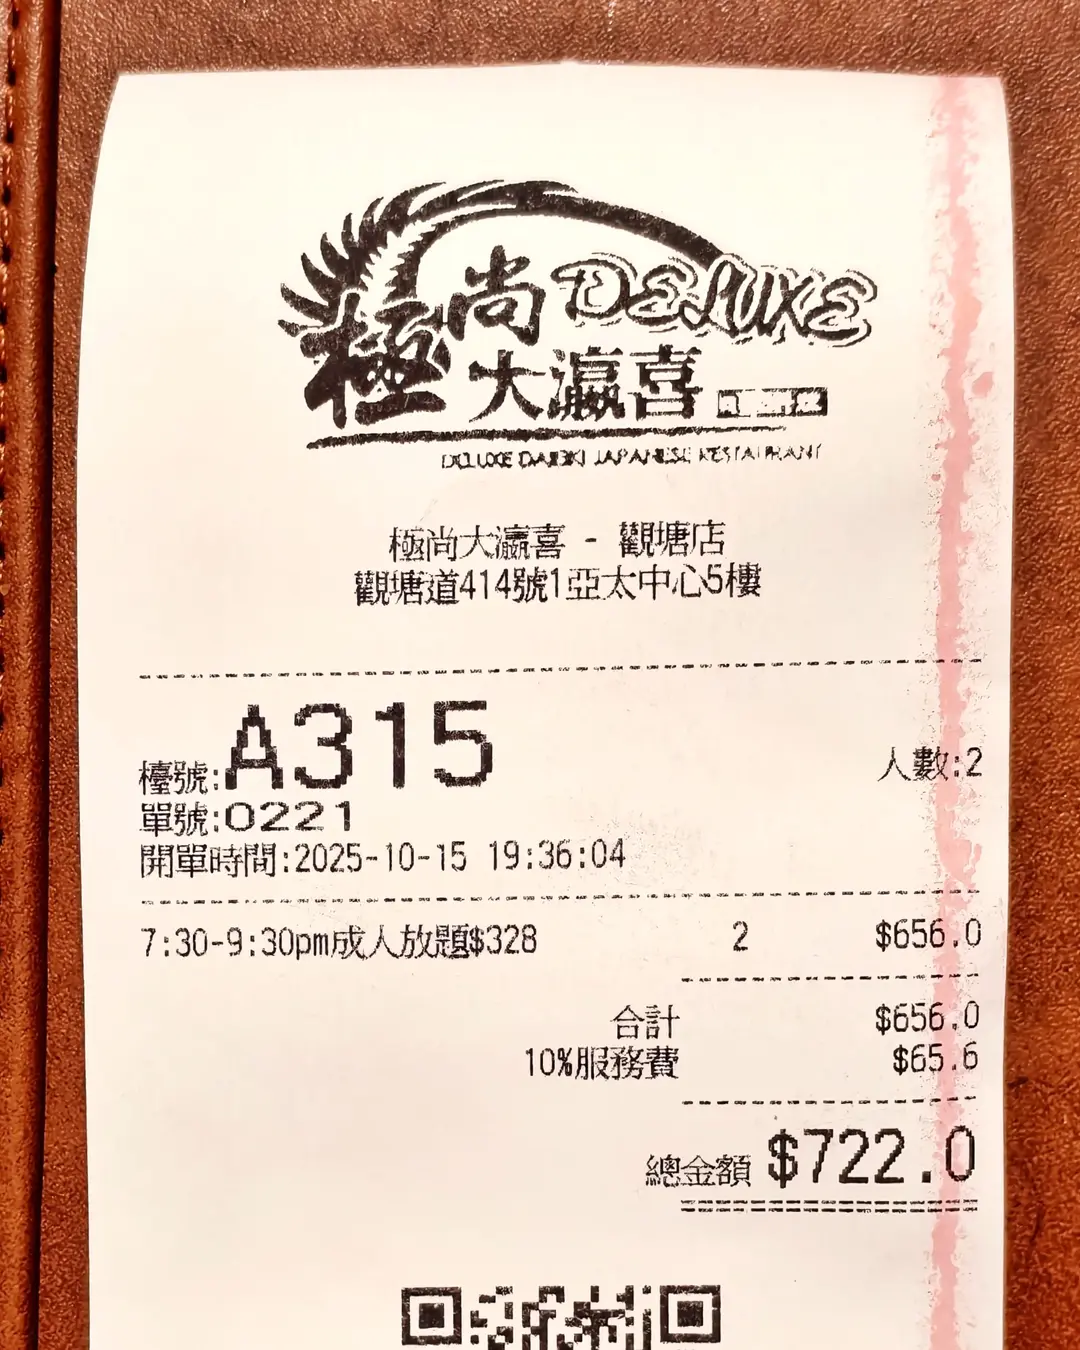 極尚 DELUXE
大瀛喜
DELUXE DAIEKI JAPANESE RESTAURANT
極尚大瀛喜 - 觀塘店
觀塘道414號1亞太中心5樓
檯號:A315
人數:2
單號:0221
開單時間:2025-10-15 19:36:04
7:30-9:30pm成人放題$328 2 $656.0
合計 $656.0
10%服務費 $65.6
總金額 $722.0